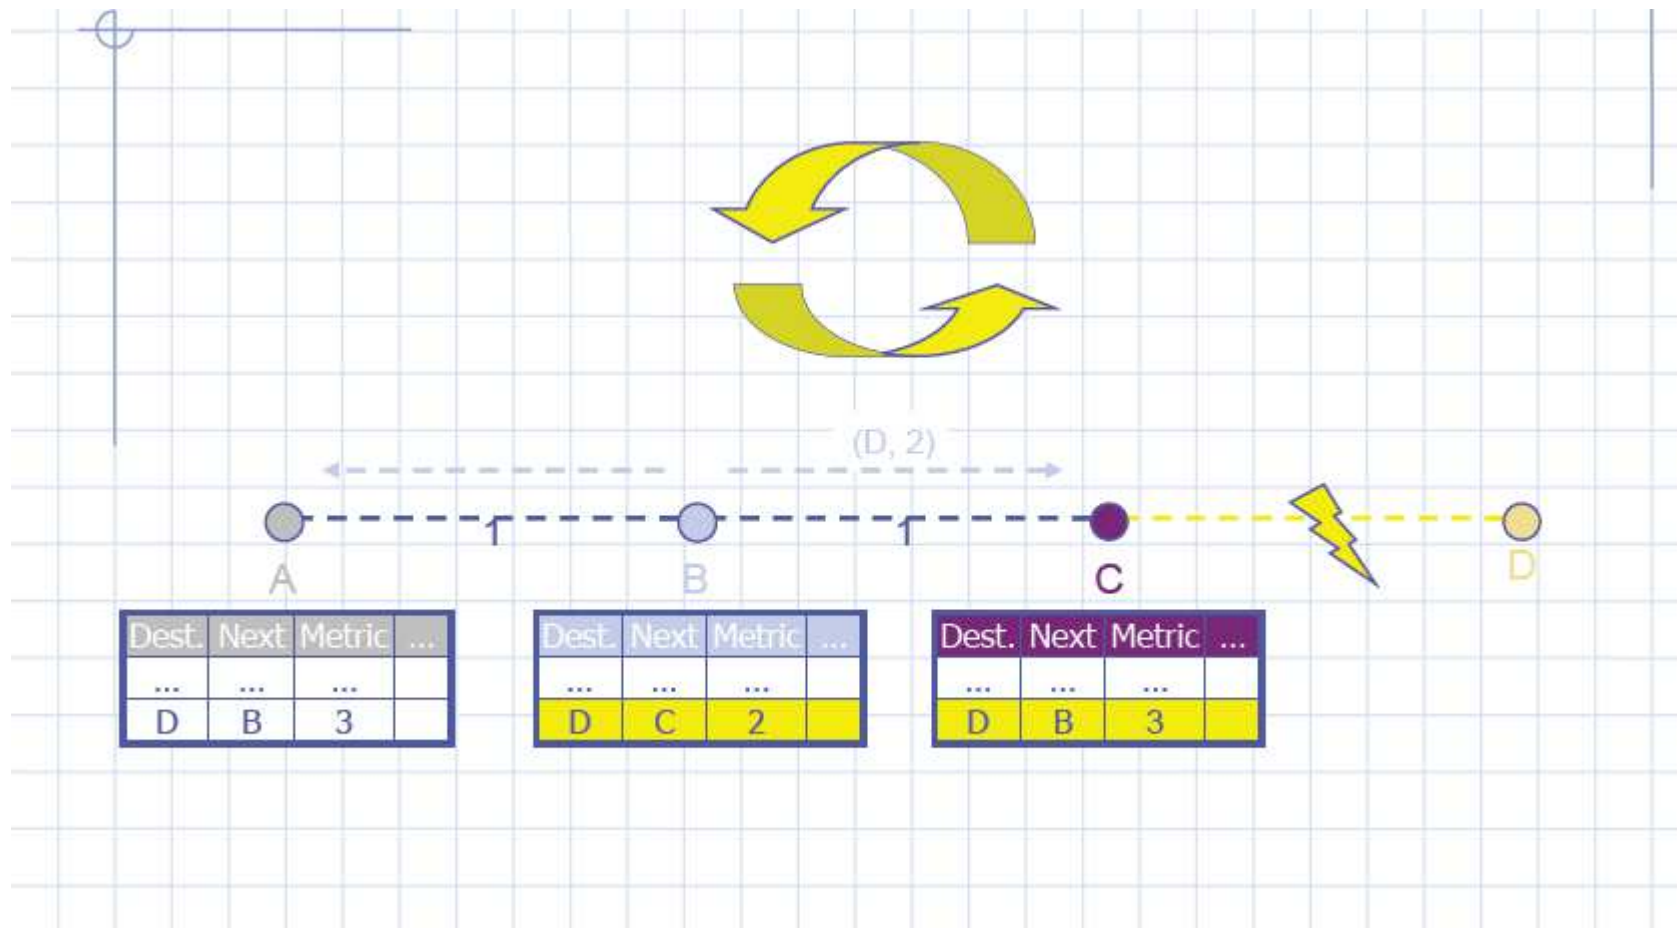 (D, 2)
1 1
A B C D
Dest. Next Metric ...
... ... ...
D B 3
Dest. Next Metric ...
... ... ...
D C 2
Dest. Next Metric ...
... ... ...
D B 3